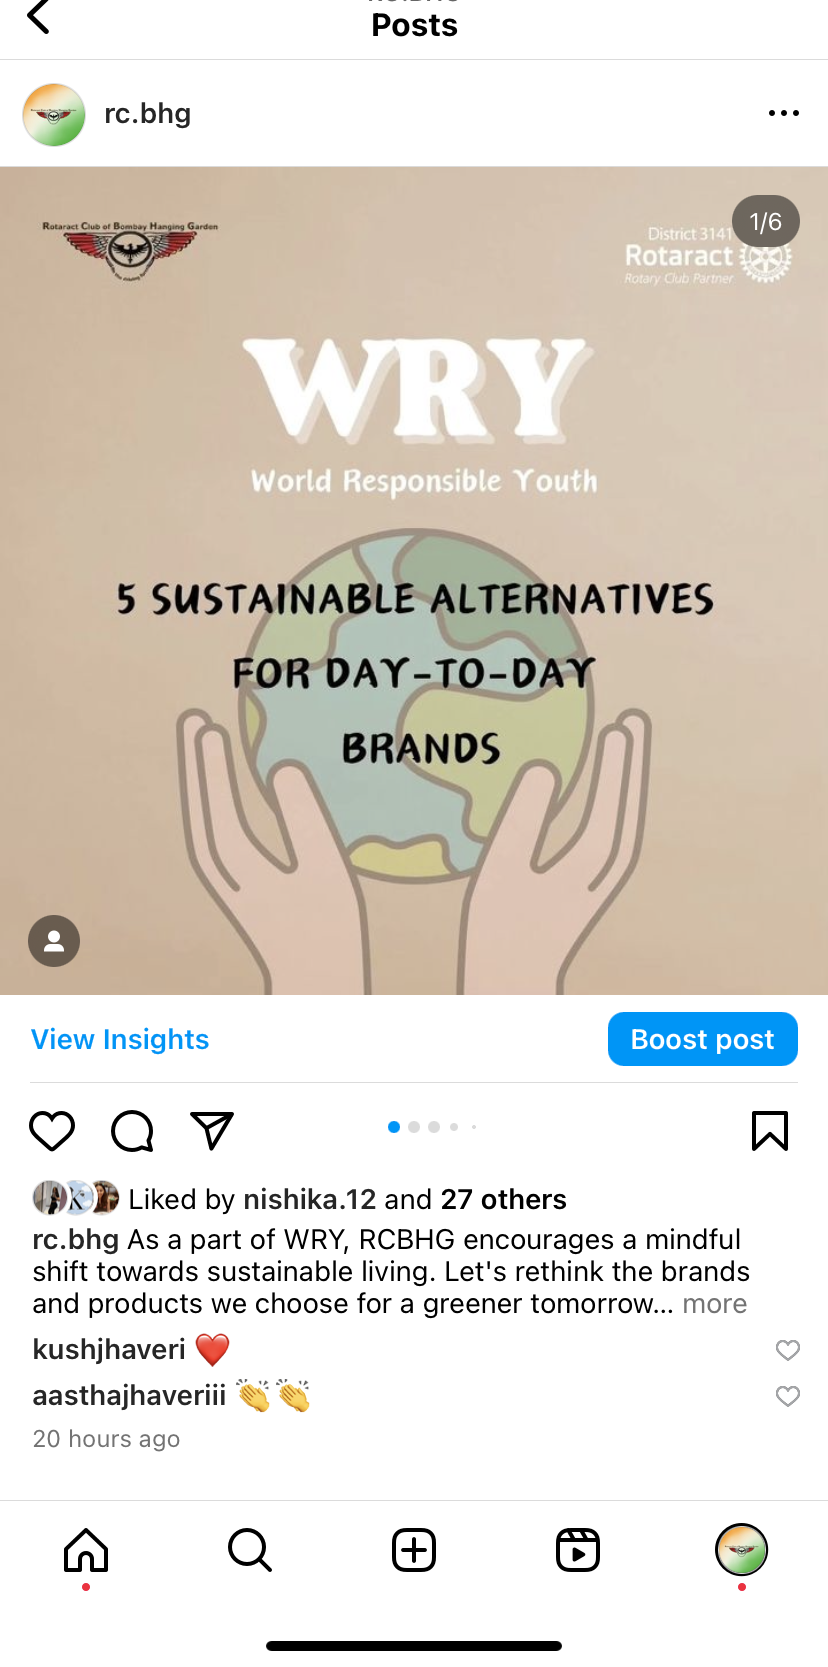 Posts
rc.bhg
Rotaract Club of Bombay Hanging Garden
1/6
District 3141
Rotaract
Rotary Club Partner
WRY
World Responsible Youth
5 SUSTAINABLE ALTERNATIVES
FOR DAY-TO-DAY
BRANDS
View Insights
Boost post
Liked by nishika.12 and 27 others
rc.bhg As a part of WRY, RCBHG encourages a mindful
shift towards sustainable living. Let's rethink the brands
and products we choose for a greener tomorrow... more
kushjhaveri ❤️
aasthajhaveriii 👏👏
20 hours ago